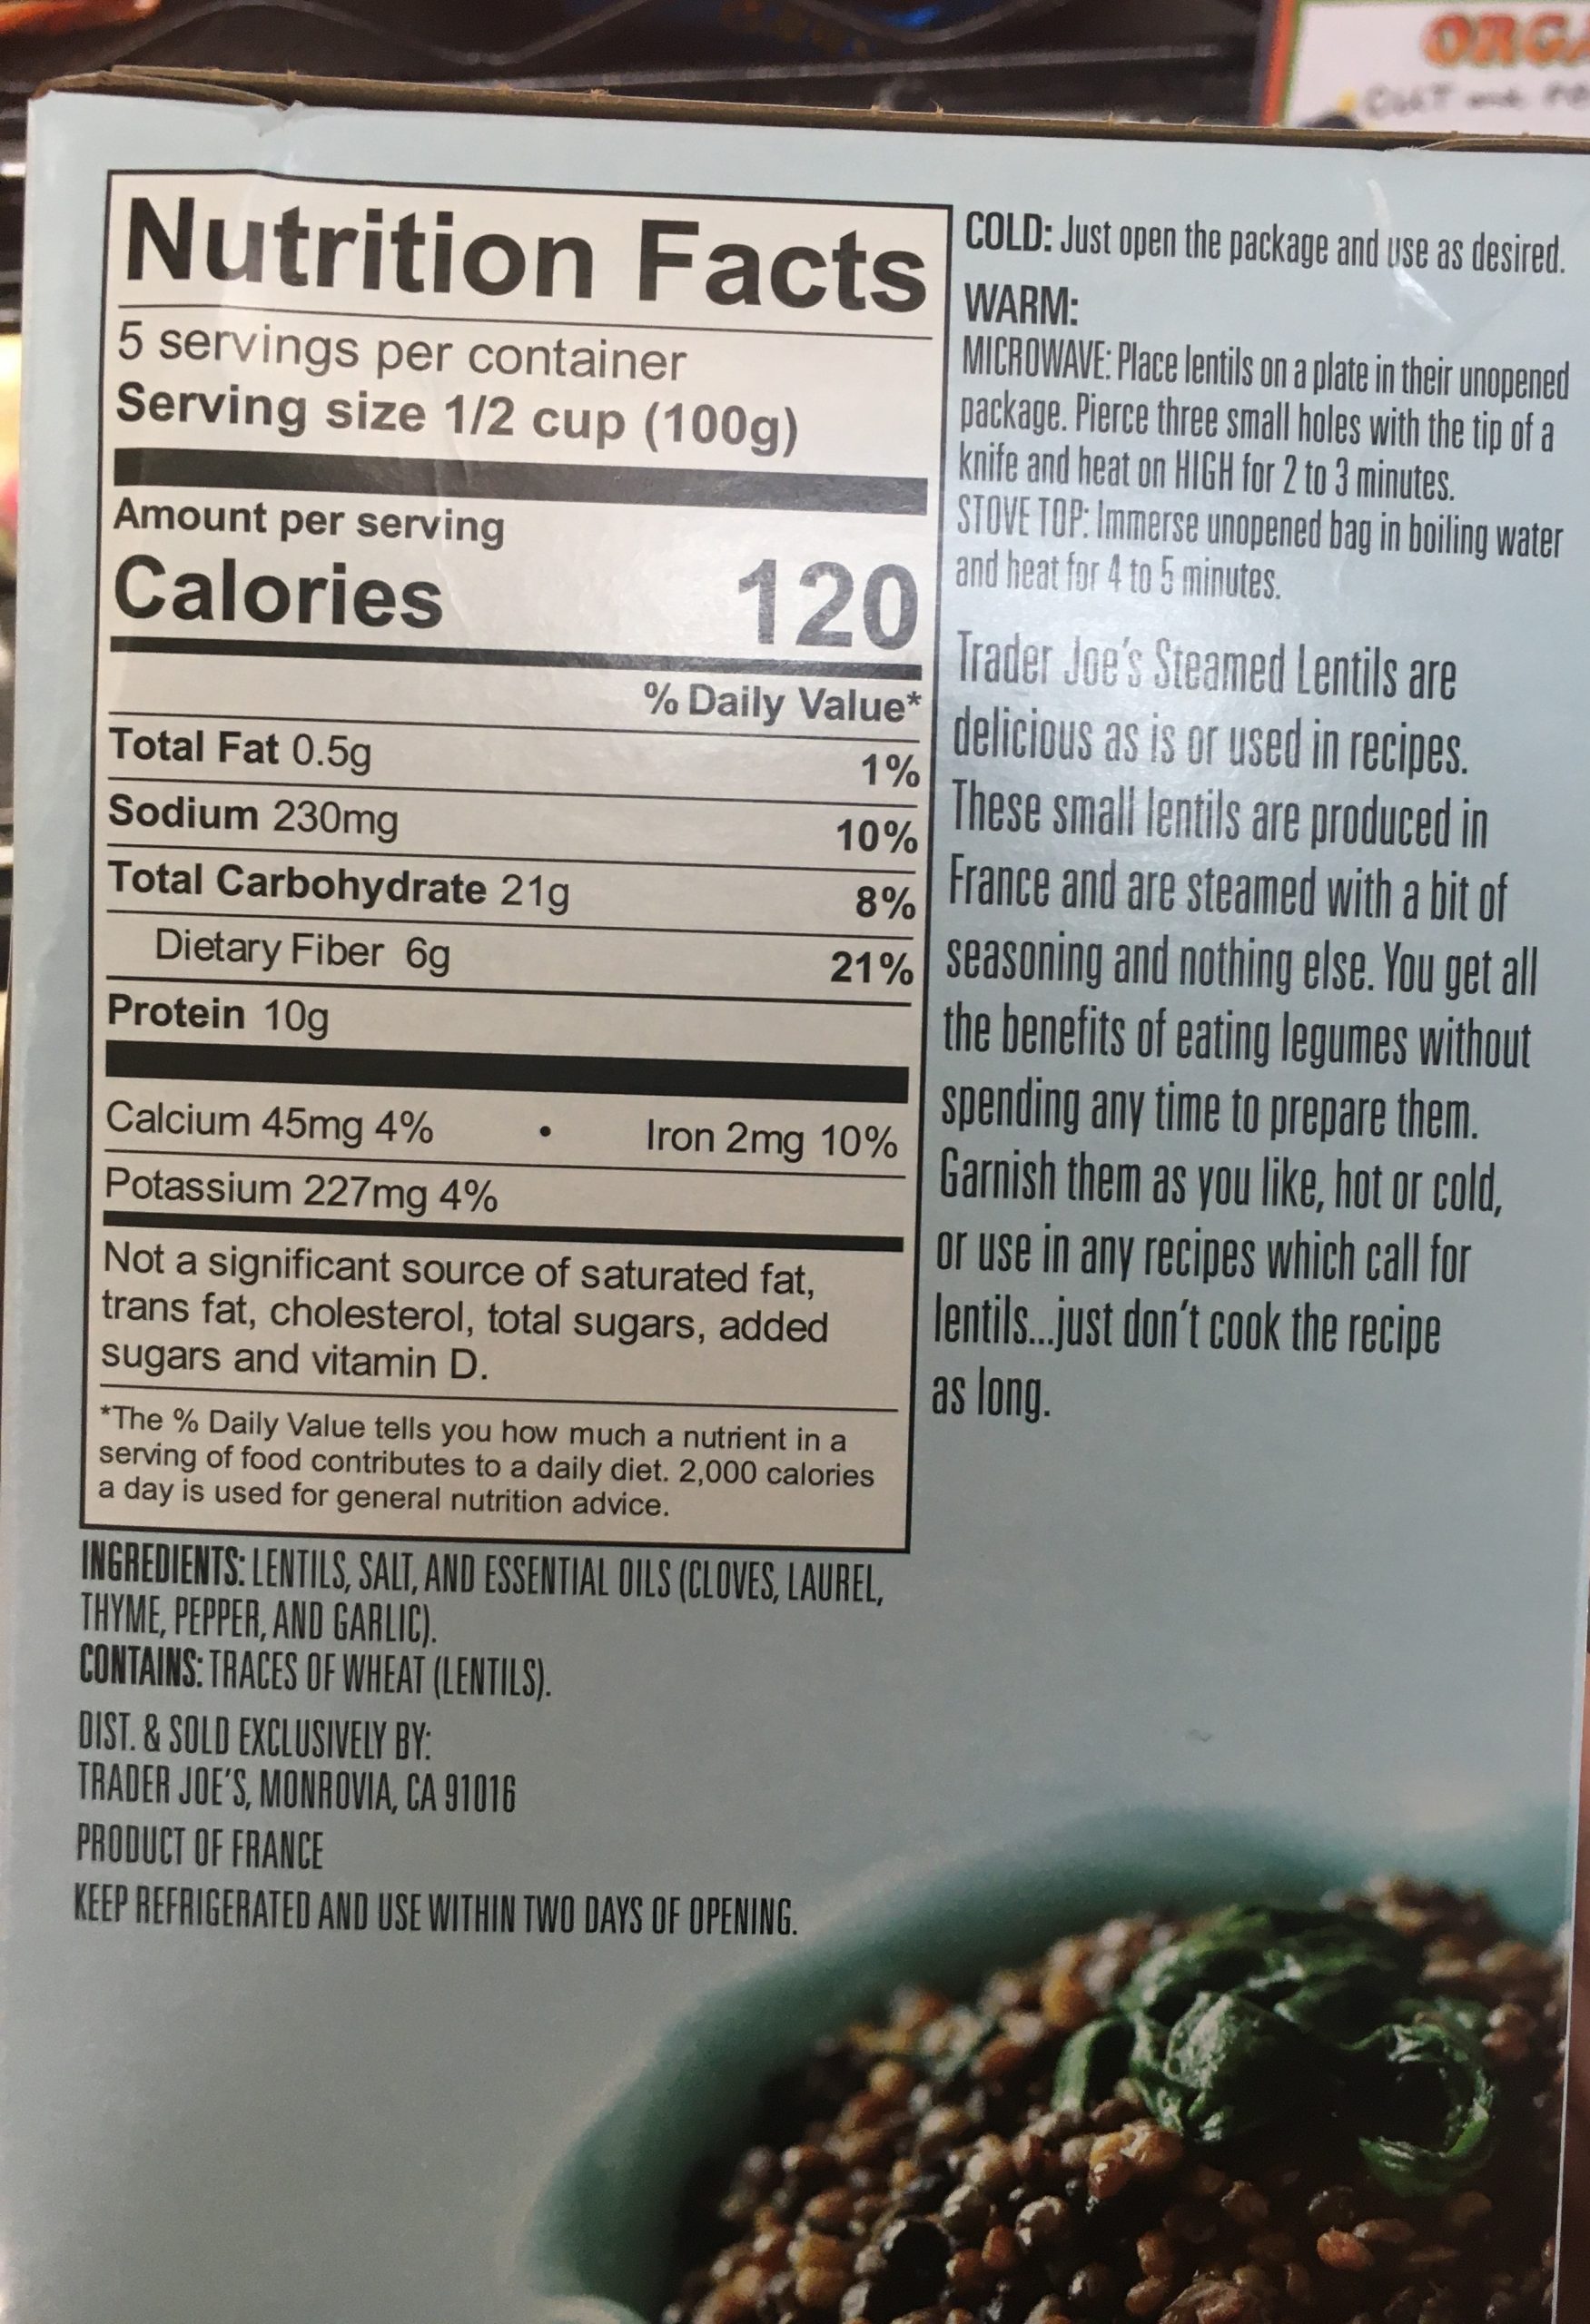 ORGA
Nutrition Facts
5 servings per container
Serving size 1/2 cup (100g)
Amount per serving
Calories 120
% Daily Value*
Total Fat 0.5g 1%
Sodium 230mg 10%
Total Carbohydrate 21g 8%
Dietary Fiber 6g 21%
Protein 10g
Calcium 45mg 4% • Iron 2mg 10%
Potassium 227mg 4%
Not a significant source of saturated fat,
trans fat, cholesterol, total sugars, added
sugars and vitamin D.
*The % Daily Value tells you how much a nutrient in a
serving of food contributes to a daily diet. 2,000 calories
a day is used for general nutrition advice.
INGREDIENTS: LENTILS, SALT, AND ESSENTIAL OILS (CLOVES, LAUREL,
THYME, PEPPER, AND GARLIC).
CONTAINS: TRACES OF WHEAT (LENTILS).
DIST. & SOLD EXCLUSIVELY BY:
TRADER JOE'S, MONROVIA, CA 91016
PRODUCT OF FRANCE
KEEP REFRIGERATED AND USE WITHIN TWO DAYS OF OPENING.
COLD: Just open the package and use as desired.
WARM:
MICROWAVE: Place lentils on a plate in their unopened
package. Pierce three small holes with the tip of a
knife and heat on HIGH for 2 to 3 minutes.
STOVE TOP: Immerse unopened bag in boiling water
and heat for 4 to 5 minutes.
Trader Joe's Steamed Lentils are
delicious as is or used in recipes.
These small lentils are produced in
France and are steamed with a bit of
seasoning and nothing else. You get all
the benefits of eating legumes without
spending any time to prepare them.
Garnish them as you like, hot or cold,
or use in any recipes which call for
lentils...just don't cook the recipe
as long.